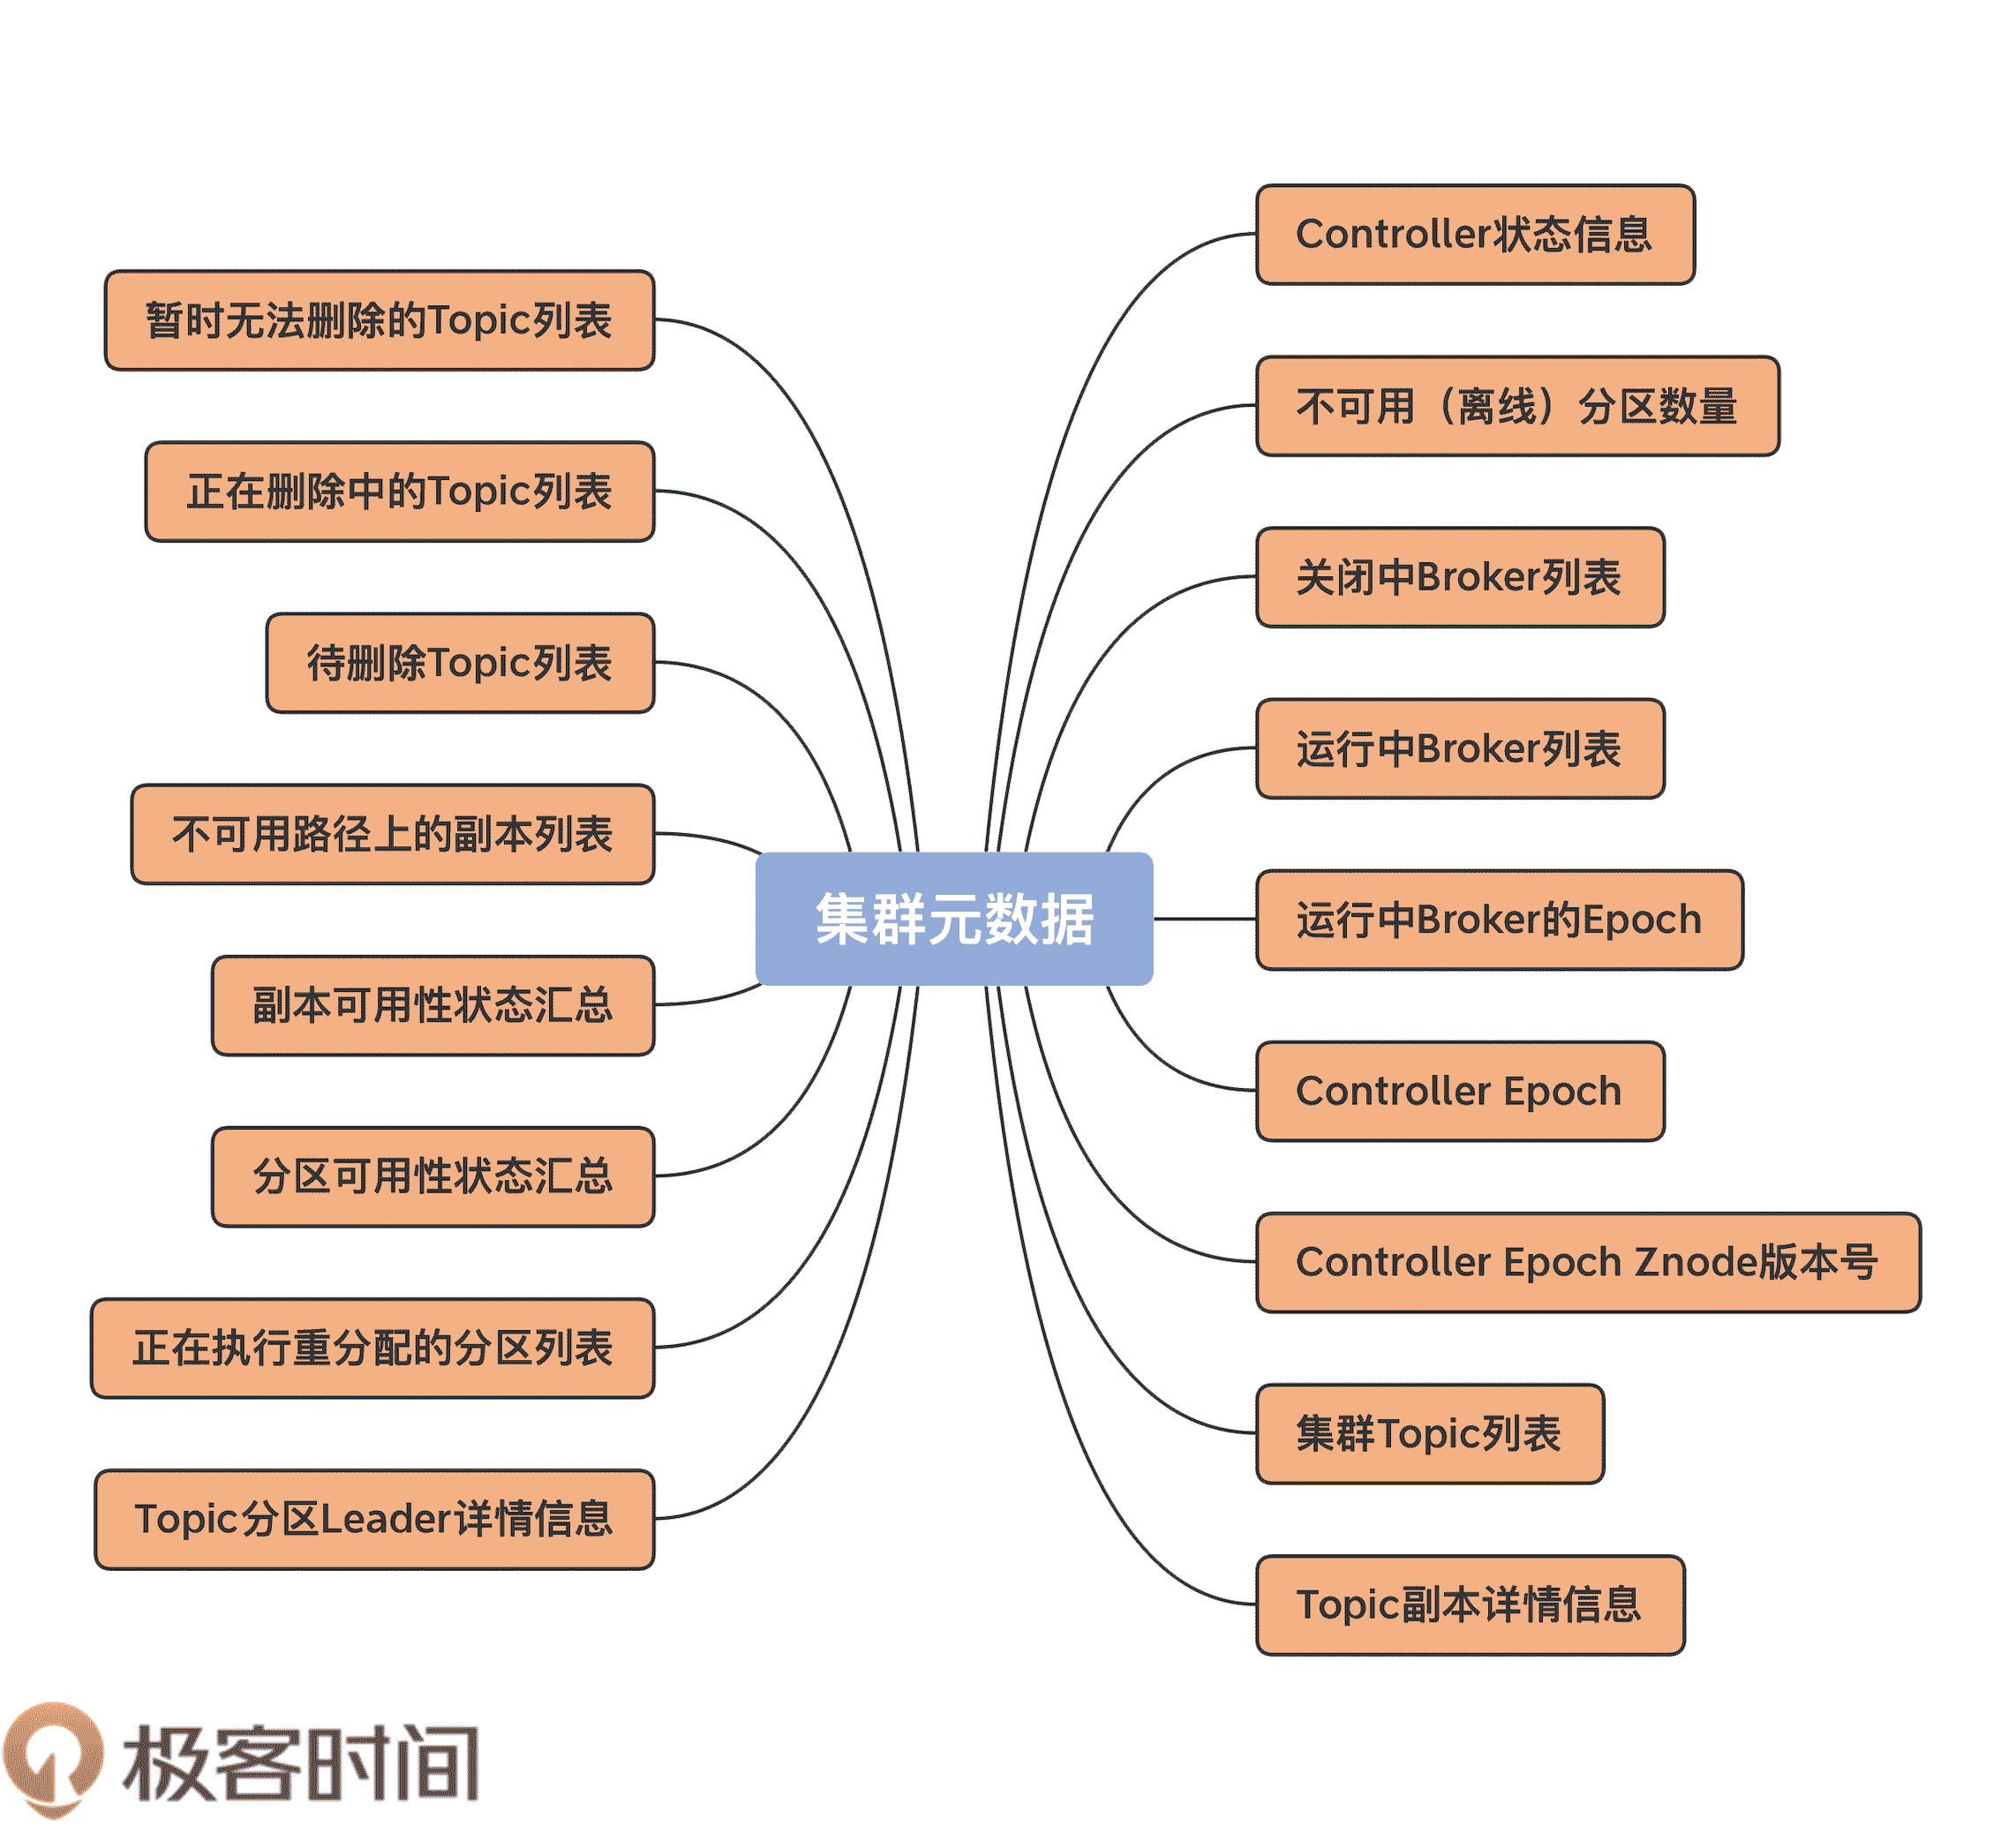 Controller状态信息
不可用（离线）分区数量
关闭中Broker列表
运行中Broker列表
运行中Broker的Epoch
Controller Epoch
Controller Epoch Znode版本号
集群Topic列表
Topic副本详情信息
集群元数据
暂时无法删除的Topic列表
正在删除中的Topic列表
待删除Topic列表
不可用路径上的副本列表
副本可用性状态汇总
分区可用性状态汇总
正在执行重分配的分区列表
Topic分区Leader详情信息
极客时间